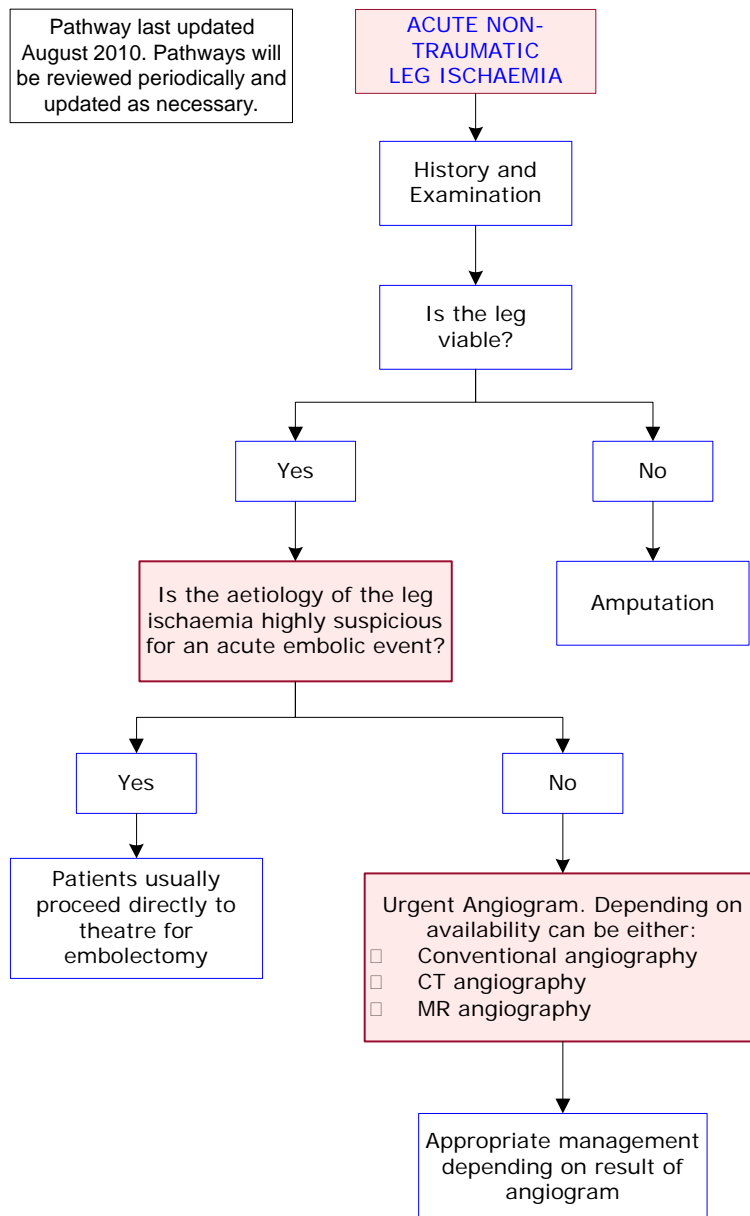 Pathway last updated
August 2010. Pathways will
be reviewed periodically and
updated as necessary.
ACUTE NON-
TRAUMATIC
LEG ISCHAEMIA
History and
Examination
Is the leg
viable?
Yes
No
Is the aetiology of the leg
ischaemia highly suspicious
for an acute embolic event?
Amputation
Yes
No
Patients usually
proceed directly to
theatre for
embolectomy
Urgent Angiogram. Depending on
availability can be either:
Conventional angiography
CT angiography
MR angiography
Appropriate management
depending on result of
angiogram